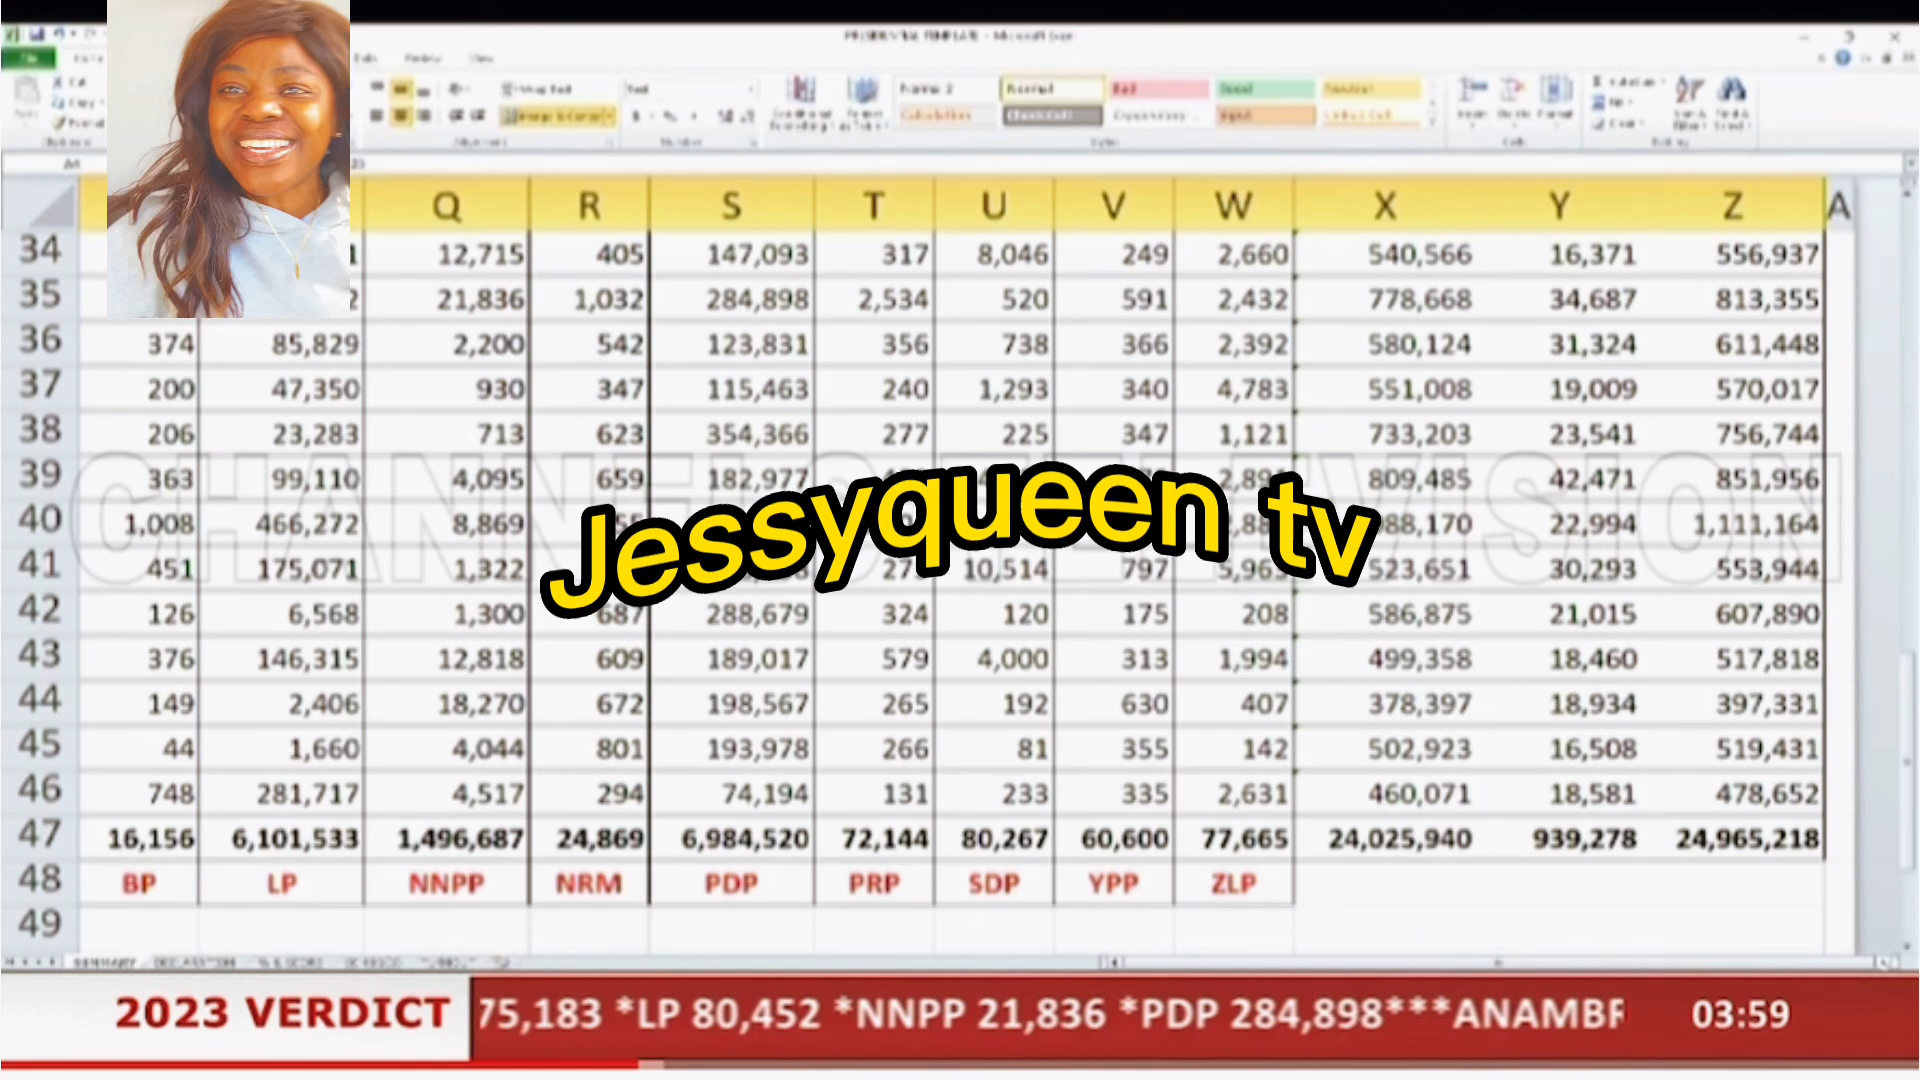 Q R S T U V W X Y Z A
34 12,715 405 147,093 317 8,046 249 2,660 540,566 16,371 556,937
35 21,836 1,032 284,898 2,534 520 591 2,432 778,668 34,687 813,355
36 374 85,829 2,200 542 123,831 356 738 366 2,392 580,124 31,324 611,448
37 200 47,350 930 347 115,463 240 1,293 340 4,783 551,008 19,009 570,017
38 206 23,283 713 623 354,366 277 225 347 1,121 733,203 23,541 756,744
39 363 99,110 4,095 659 182,977 809,485 42,471 851,956
CHANNELS TELEVISION
Jessyqueen tv
40 1,008 466,272 8,869 22,994 1,111,164
41 451 175,071 1,322 10,514 797 523,651 30,293 553,944
42 126 6,568 1,300 687 288,679 324 120 175 208 586,875 21,015 607,890
43 376 146,315 12,818 609 189,017 579 4,000 313 1,994 499,358 18,460 517,818
44 149 2,406 18,270 672 198,567 265 192 630 407 378,397 18,934 397,331
45 44 1,660 4,044 801 193,978 266 81 355 142 502,923 16,508 519,431
46 748 281,717 4,517 294 74,194 131 233 335 2,631 460,071 18,581 478,652
47 16,156 6,101,533 1,496,687 24,869 6,984,520 72,144 80,267 60,600 77,665 24,025,940 939,278 24,965,218
48 BP LP NNPP NRM PDP PRP SDP YPP ZLP
49
2023 VERDICT 75,183 *LP 80,452 *NNPP 21,836 *PDP 284,898***ANAMBR 03:59